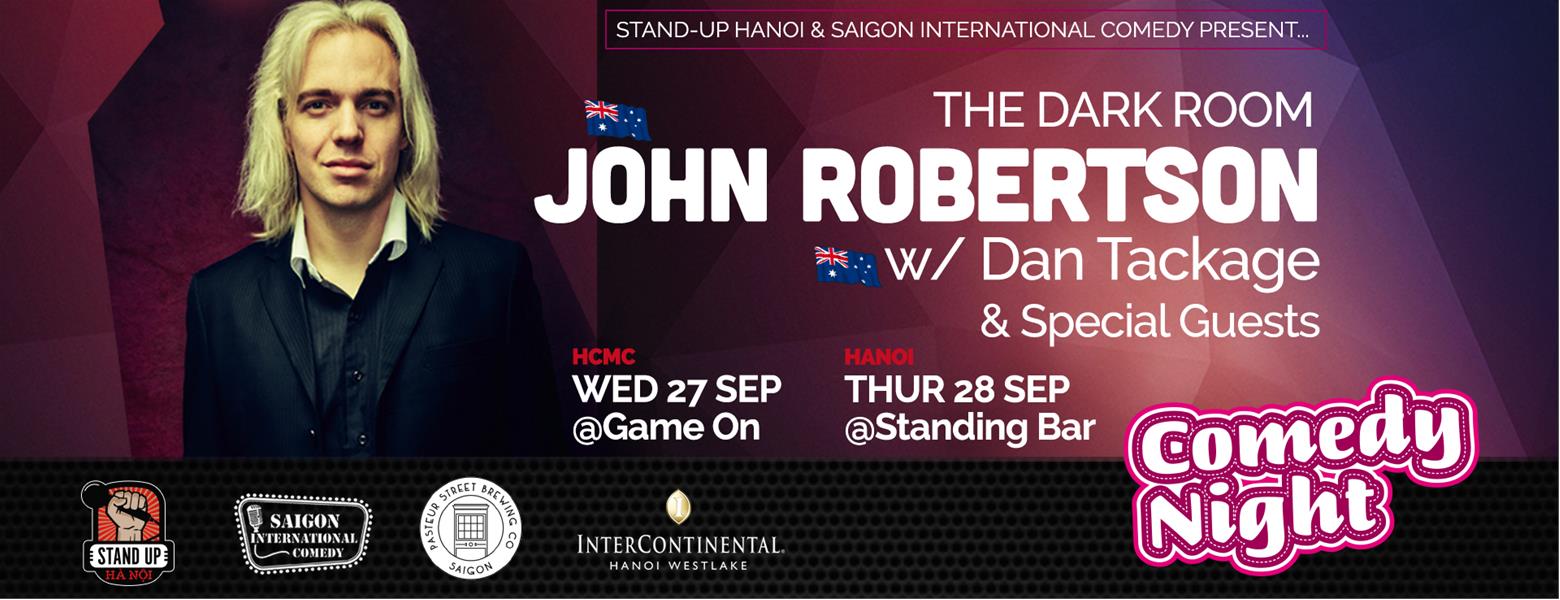 STAND-UP HANOI & SAIGON INTERNATIONAL COMEDY PRESENT...
THE DARK ROOM
JOHN ROBERTSON
w/ Dan Tackage
& Special Guests
HCMC
WED 27 SEP
@Game On
HANOI
THUR 28 SEP
@Standing Bar
Comedy
Night
STAND UP
HÀ NỘI
SAIGON
INTERNATIONAL
COMEDY
PASTEUR STREET BREWING CO
SAIGON
I
INTERCONTINENTAL®
HANOI WESTLAKE